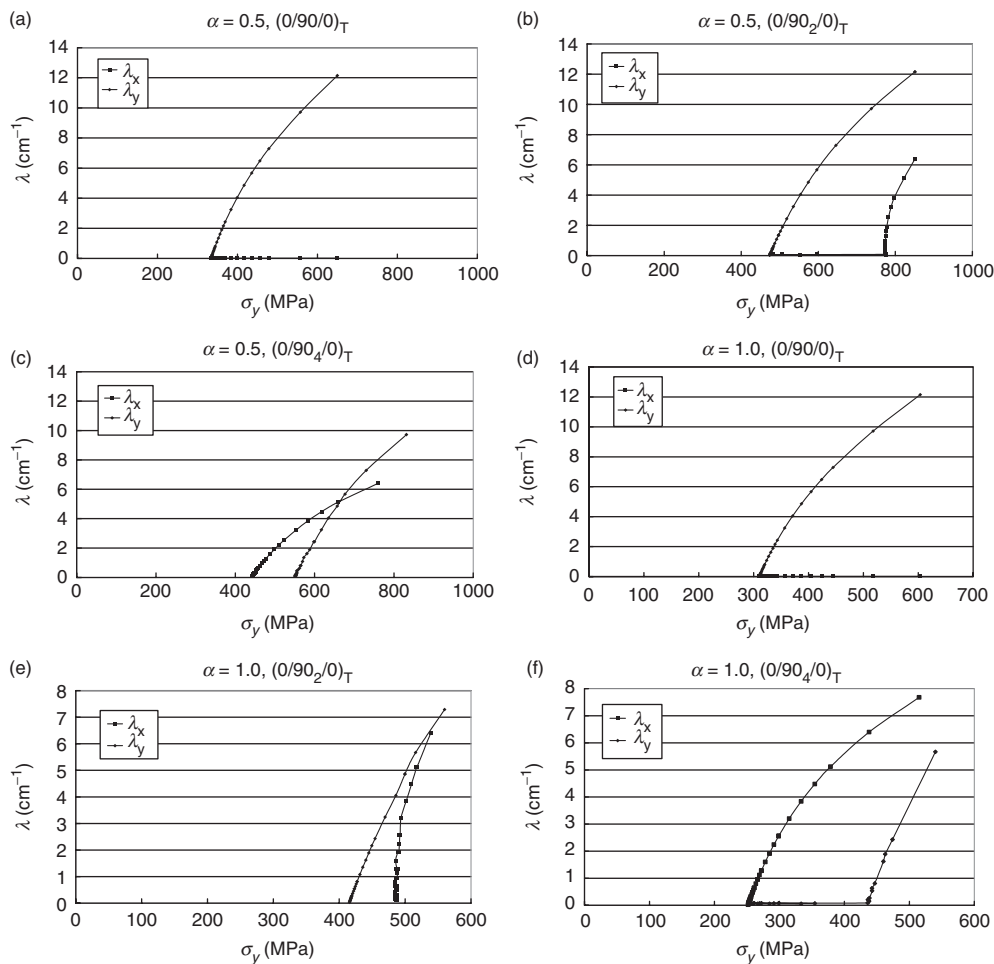 (a)
α = 0.5, (0/90/0)T
14
12
10
8
6
4
2
0
λ (cm−1)
λx
λy
0 200 400 600 800 1000
σy (MPa)
(b)
α = 0.5, (0/902/0)T
14
12
10
8
6
4
2
0
λ (cm−1)
λx
λy
0 200 400 600 800 1000
σy (MPa)
(c)
α = 0.5, (0/904/0)T
14
12
10
8
6
4
2
0
λ (cm−1)
λx
λy
0 200 400 600 800 1000
σy (MPa)
(d)
α = 1.0, (0/90/0)T
14
12
10
8
6
4
2
0
λ (cm−1)
λx
λy
0 100 200 300 400 500 600 700
σy (MPa)
(e)
α = 1.0, (0/902/0)T
8
7
6
5
4
3
2
1
0
λ (cm−1)
λx
λy
0 100 200 300 400 500 600
σy (MPa)
(f)
α = 1.0, (0/904/0)T
8
7
6
5
4
3
2
1
0
λ (cm−1)
λx
λy
0 100 200 300 400 500 600
σy (MPa)